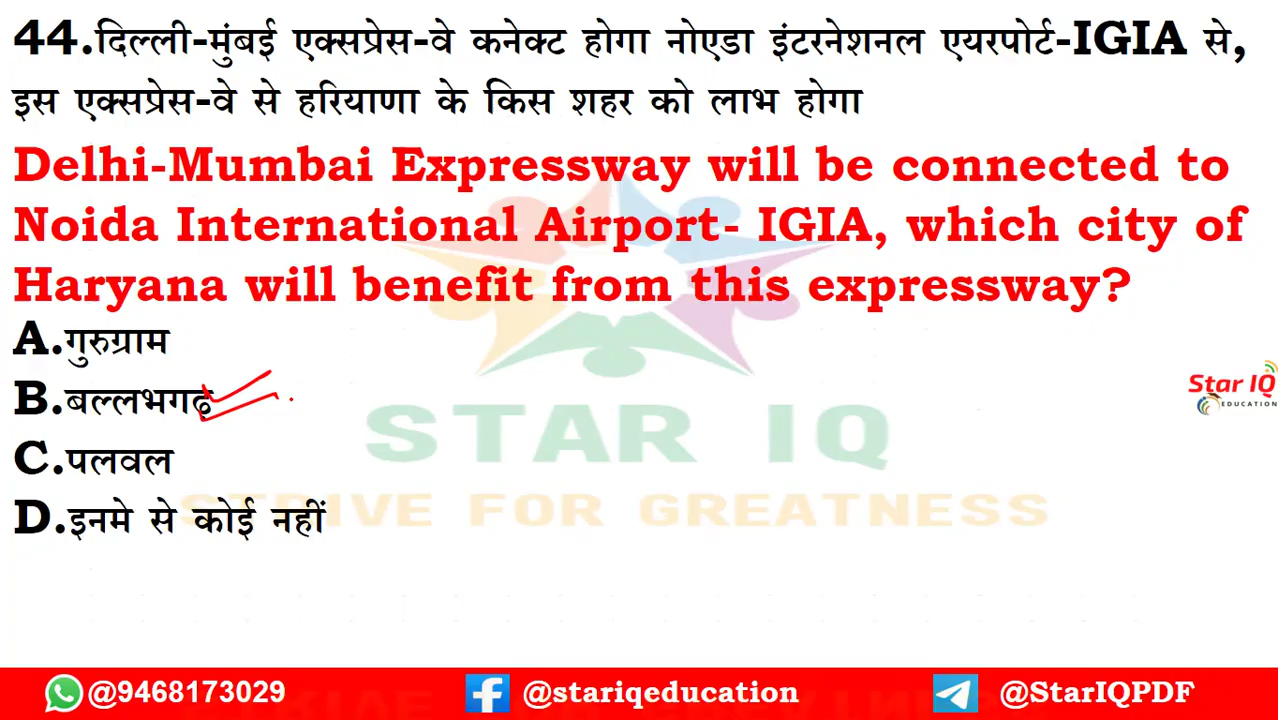 44.दिल्ली-मुंबई एक्सप्रेस-वे कनेक्ट होगा नोएडा इंटरनेशनल एयरपोर्ट-IGIA से,
इस एक्सप्रेस-वे से हरियाणा के किस शहर को लाभ होगा
Delhi-Mumbai Expressway will be connected to
Noida International Airport- IGIA, which city of
Haryana will benefit from this expressway?
A.गुरुग्राम
B.बल्लभगढ़
Star IQ
EDUCATION
STAR IQ
C.पलवल
D.इनमे से कोई नहीं
STRIVE FOR GREATNESS
@9468173029 @stariqeducation @StarIQPDF